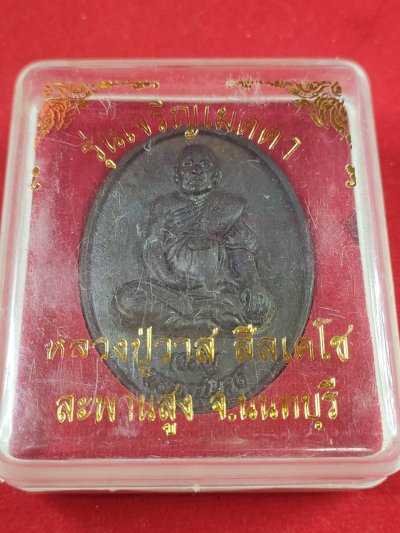 รุ่นเจริญเมตตา
หลวงปู่วาส สีลเตโช
สะพานสูง จ.นนทบุรี